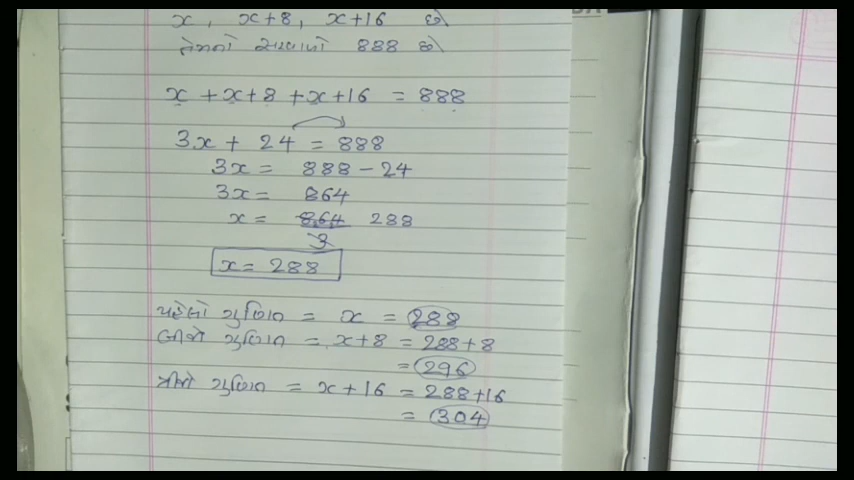 x, x+8, x+16 છે
તેમનો સરવાળો 888 છે
x + x+8 + x+16 = 888
3x + 24 = 888
3x = 888 - 24
3x = 864
x = 864/3 288
x = 288
પહેલો ગુણિત = x = 288
બીજો ગુણિત = x+8 = 288+8
= 296
ત્રીજો ગુણિત = x+16 = 288+16
= 304